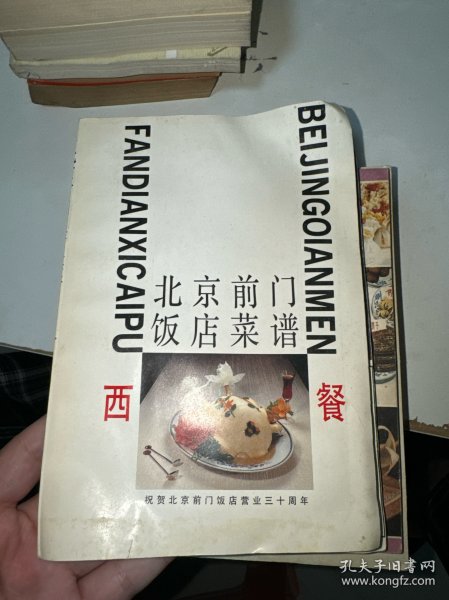 BEIJINGQIANMEN
FANDIANXICAIPU
北京前门
饭店菜谱
西餐
祝贺北京前门饭店营业三十周年
孔夫子旧书网
www.kongfz.com